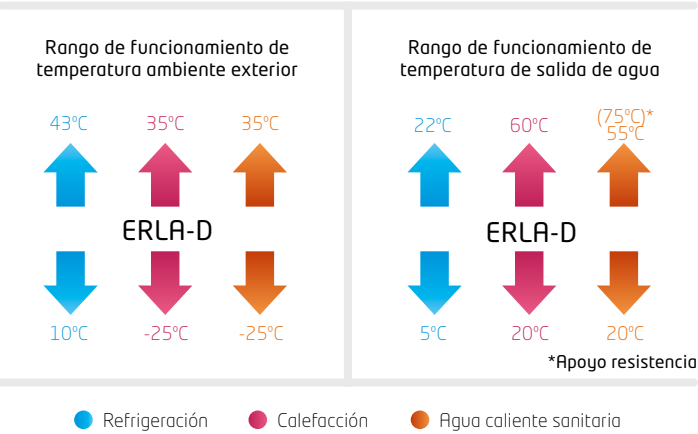 Rango de funcionamiento de
temperatura ambiente exterior
43ºC 35ºC 35ºC
ERLA-D
10ºC -25ºC -25ºC
Rango de funcionamiento de
temperatura de salida de agua
22ºC 60ºC (75ºC)*
55ºC
ERLA-D
5ºC 20ºC 20ºC
*Apoyo resistencia
Refrigeración Calefacción Agua caliente sanitaria